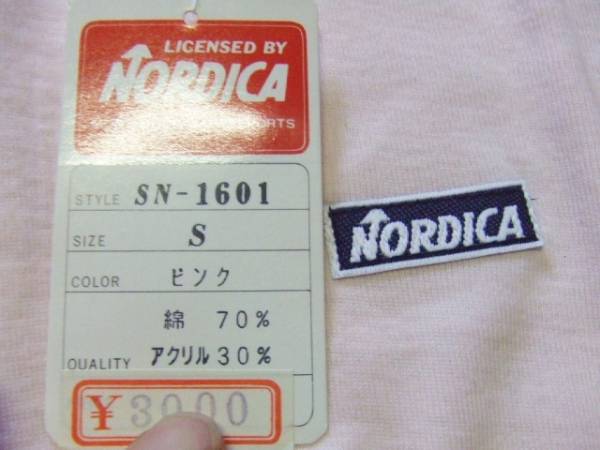 LICENSED BY
NORDICA
STYLE SN-1601
SIZE S
COLOR ピンク
綿 70%
QUALITY アクリル 30%
¥3000
NORDICA